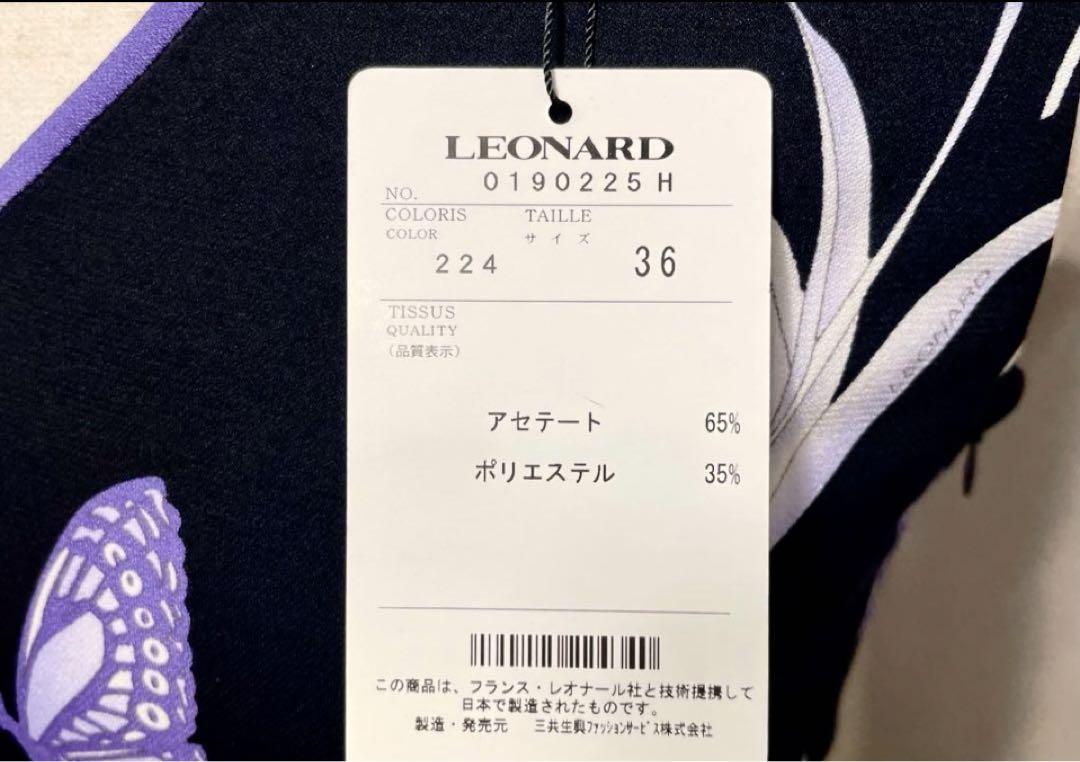 LEONARD
NO. 0190225 H
COLORIS TAILLE
COLOR サイズ
224 36
TISSUS
QUALITY
(品質表示)
アセテート 65%
ポリエステル 35%
この商品は、フランス・レオナール社と技術提携して
日本で製造されたものです。
製造・発売元 三共生興ファッションサービス株式会社
LEONARD